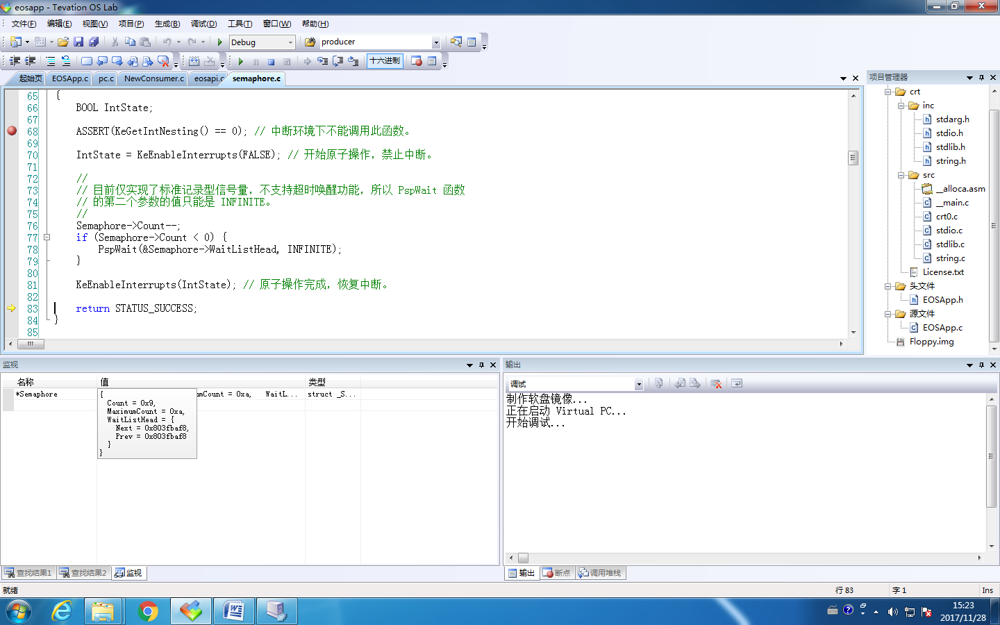 eosapp - Tevation OS Lab
文件(F) 编辑(E) 视图(V) 项目(P) 生成(B) 调试(D) 工具(T) 窗口(W) 帮助(H)
Debug producer
十六进制
起始页 EOSApp.c pc.c NewConsumer.c eosapi.c semaphore.c
65 {
66 BOOL IntState;
67
68 ASSERT(KeGetIntNesting() == 0); // 中断环境下不能调用此函数。
69
70 IntState = KeEnableInterrupts(FALSE); // 开始原子操作，禁止中断。
71
72 //
73 // 目前仅实现了标准记录型信号量，不支持超时唤醒功能，所以 PspWait 函数
74 // 的第二个参数的值只能是 INFINITE。
75 //
76 Semaphore->Count--;
77 if (Semaphore->Count < 0) {
78 PspWait(&Semaphore->WaitListHead, INFINITE);
79 }
80
81 KeEnableInterrupts(IntState); // 原子操作完成，恢复中断。
82
83 return STATUS_SUCCESS;
84 }
85
项目管理器
crt
inc
stdarg.h
stdio.h
stdlib.h
string.h
src
__alloca.asm
__main.c
crt0.c
stdio.c
stdlib.c
string.c
License.txt
头文件
EOSApp.h
源文件
EOSApp.c
Floppy.img
监视
名称 值 类型
*Semaphore umCount = 0xa, WaitL... struct _S...
{
Count = 0x9,
MaximumCount = 0xa,
WaitListHead = {
Next = 0x803fbaf8,
Prev = 0x803fbaf8
}
}
查找结果1 查找结果2 监视
输出
调试
制作软盘镜像...
正在启动 Virtual PC...
开始调试...
输出 断点 调用堆栈
就绪 行 83 字 1 Ins
15:23
2017/11/28